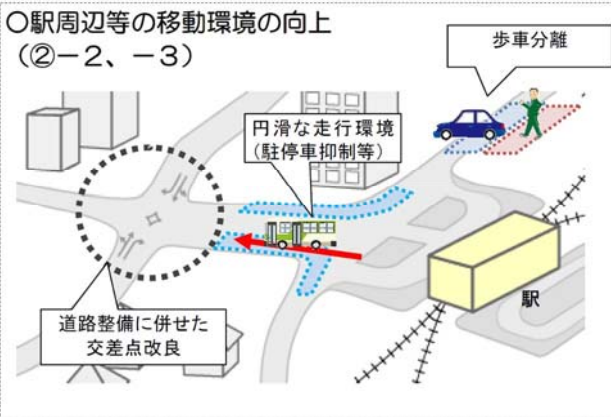 ○駅周辺等の移動環境の向上
（②－2、－3）
歩車分離
円滑な走行環境
（駐停車抑制等）
駅
道路整備に併せた
交差点改良